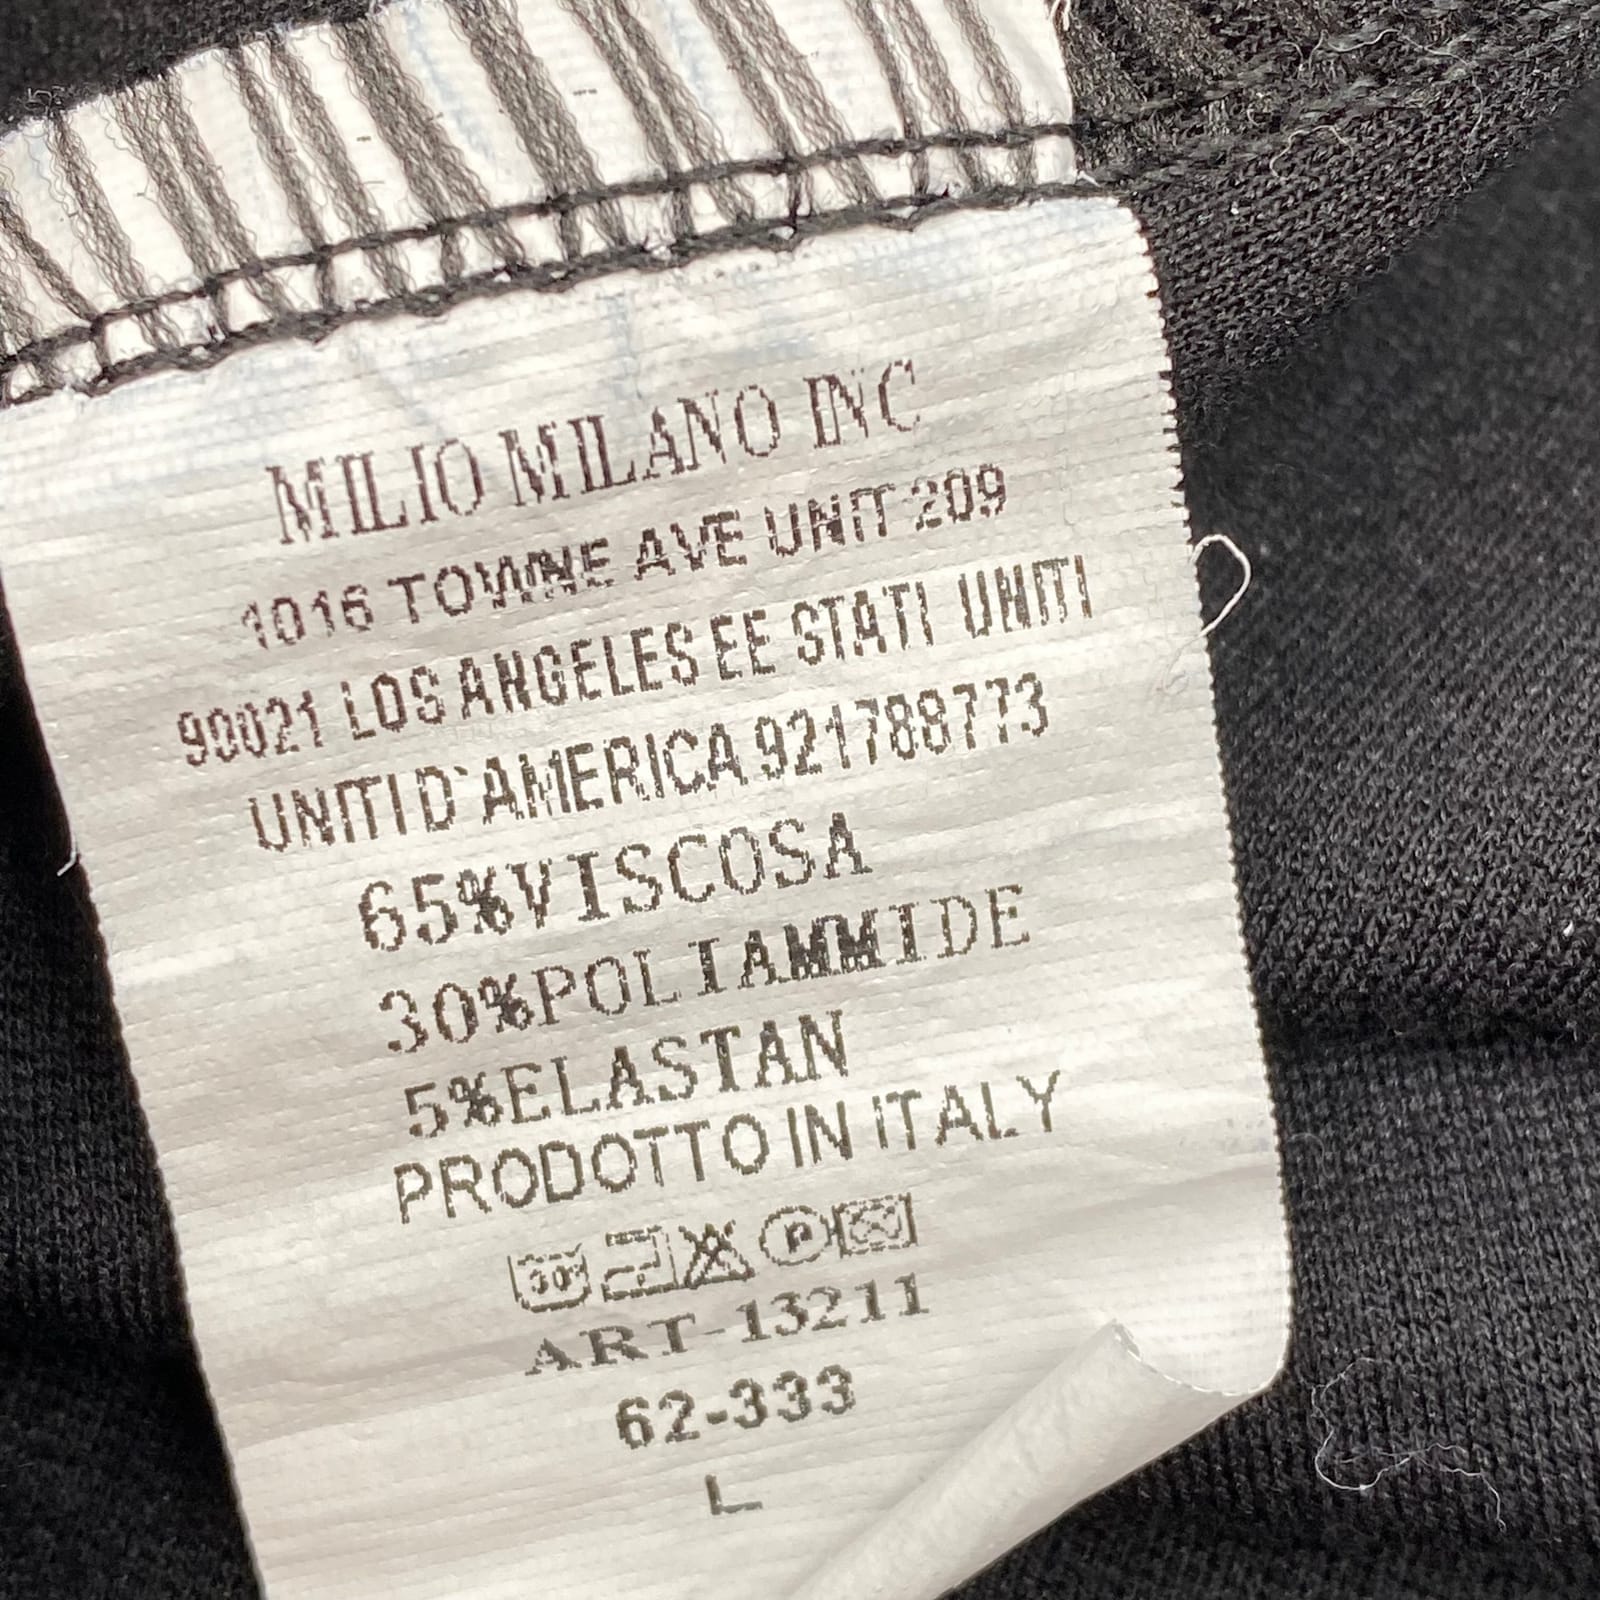 MILIO MILANO INC
1016 TOWNE AVE UNIT 209
90021 LOS ANGELES EE STATI UNITI
UNITI D`AMERICA 921788773
65%VISCOSA
30%POLIAMMIDE
5%ELASTAN
PRODOTTO IN ITALY
30° P
ART-13211
62-333
L